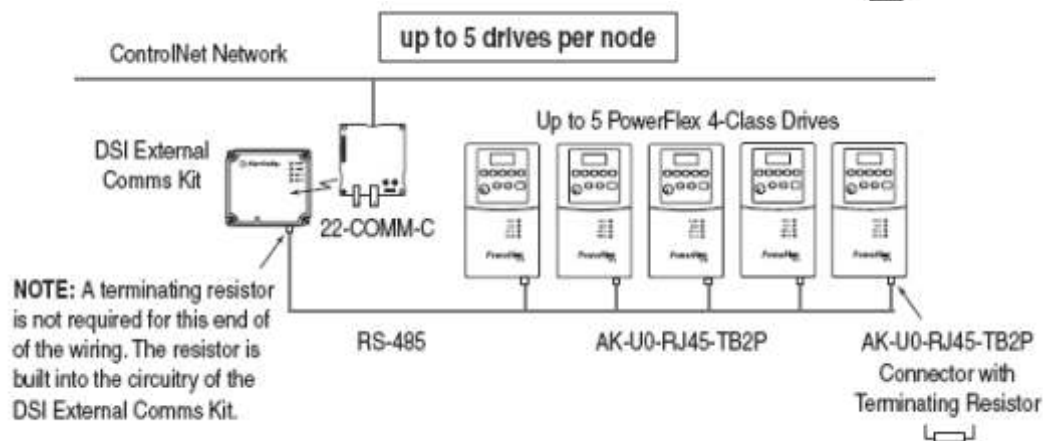 up to 5 drives per node
ControlNet Network
Up to 5 PowerFlex 4-Class Drives
DSI External
Comms Kit
22-COMM-C
NOTE: A terminating resistor
is not required for this end of
of the wiring. The resistor is
built into the circuitry of the
DSI External Comms Kit.
RS-485
AK-U0-RJ45-TB2P
AK-U0-RJ45-TB2P
Connector with
Terminating Resistor